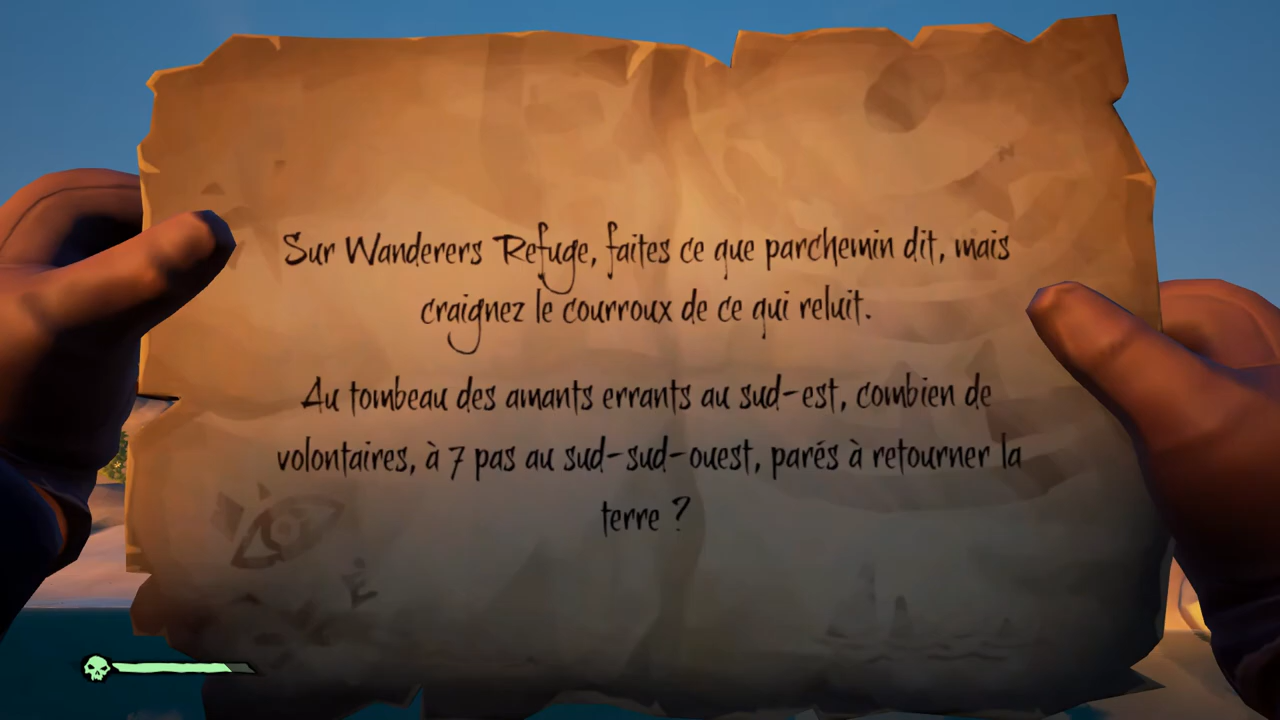 Sur Wanderers Refuge, faites ce que parchemin dit, mais
craignez le courroux de ce qui reluit.
Au tombeau des amants errants au sud-est, combien de
volontaires, à 7 pas au sud-sud-ouest, parés à retourner la
terre ?
N
E